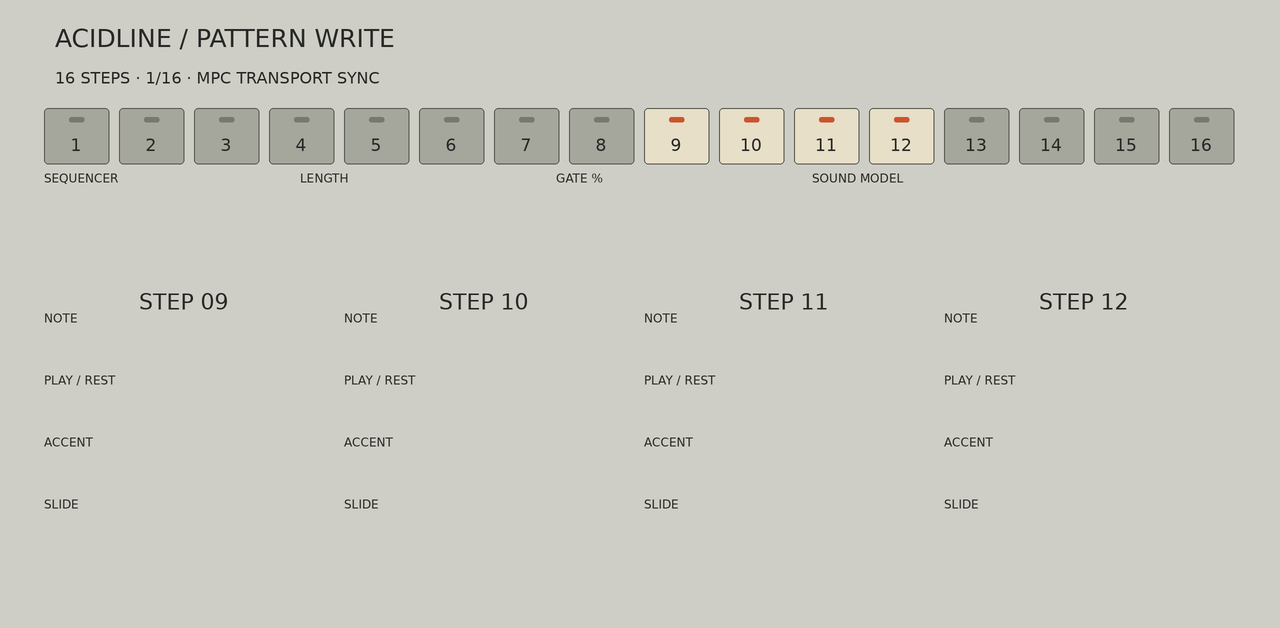 ACIDLINE / PATTERN WRITE
16 STEPS · 1/16 · MPC TRANSPORT SYNC
1 2 3 4 5 6 7 8 9 10 11 12 13 14 15 16
SEQUENCER LENGTH GATE % SOUND MODEL
STEP 09 STEP 10 STEP 11 STEP 12
NOTE NOTE NOTE NOTE
PLAY / REST PLAY / REST PLAY / REST PLAY / REST
ACCENT ACCENT ACCENT ACCENT
SLIDE SLIDE SLIDE SLIDE